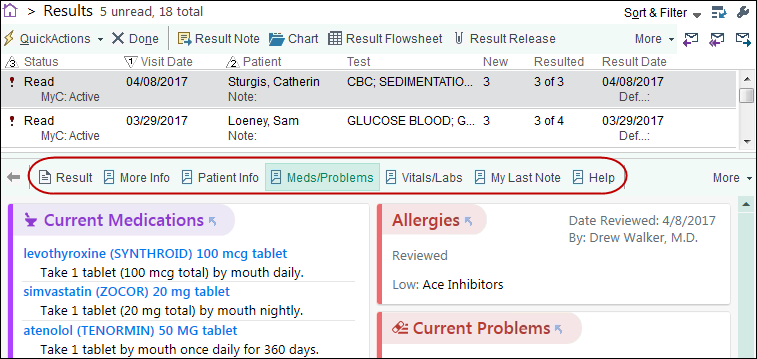 > Results 5 unread, 18 total Sort & Filter
QuickActions Done Result Note Chart Result Flowsheet Result Release More
3 Status 1 Visit Date 2 Patient Test New Resulted Result Date
! Read 04/08/2017 Sturgis, Catherin CBC; SEDIMENTATIO... 3 3 of 3 04/08/2017
MyC: Active Note: Def...:
! Read 03/29/2017 Loeney, Sam GLUCOSE BLOOD; G... 3 3 of 4 03/29/2017
MyC: Active Note: Def...:
Result More Info Patient Info Meds/Problems Vitals/Labs My Last Note Help More
Current Medications
levothyroxine (SYNTHROID) 100 mcg tablet
Take 1 tablet (100 mcg total) by mouth daily.
simvastatin (ZOCOR) 20 mg tablet
Take 1 tablet (20 mg total) by mouth nightly.
atenolol (TENORMIN) 50 MG tablet
Take 1 tablet by mouth once daily for 360 days.
Allergies
Date Reviewed: 4/8/2017
By: Drew Walker, M.D.
Reviewed
Low: Ace Inhibitors
Current Problems